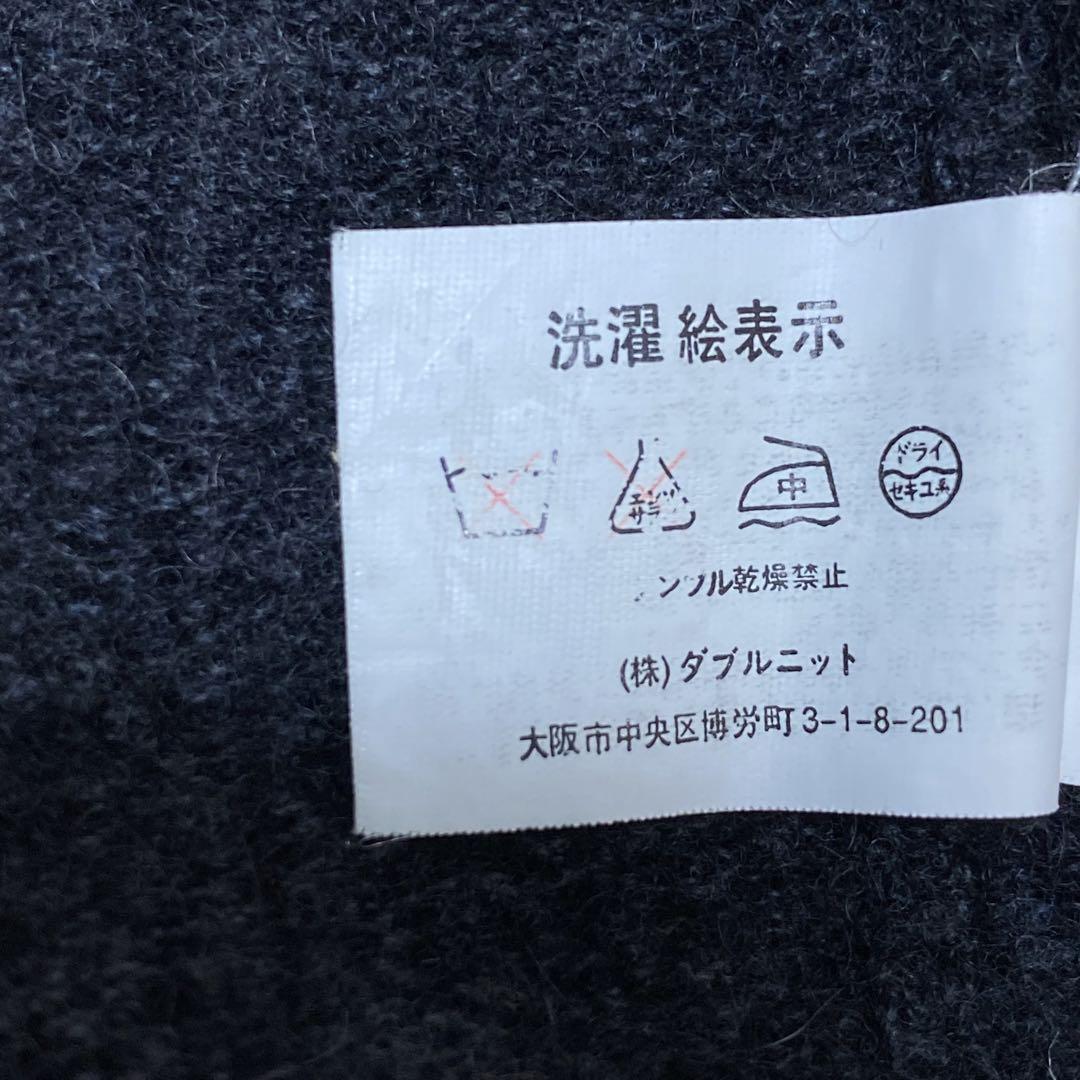 洗濯絵表示
エンソ サラシ 中 ドライ セキユ系
ンブル乾燥禁止
(株)ダブルニット
大阪市中央区博労町3-1-8-201